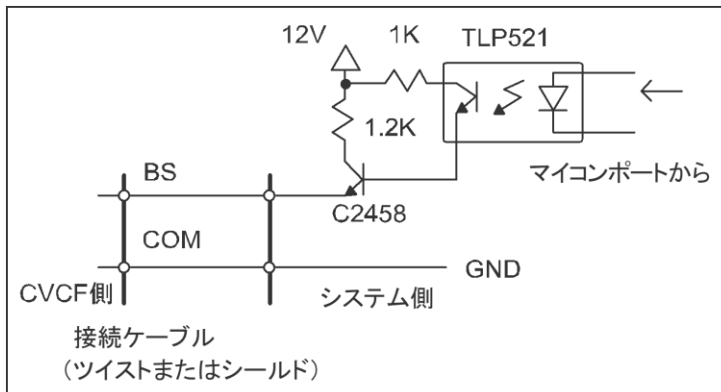 12V
1K
TLP521
1.2K
BS
C2458
マイコンポートから
COM
GND
CVCF側
システム側
接続ケーブル
（ツイストまたはシールド）